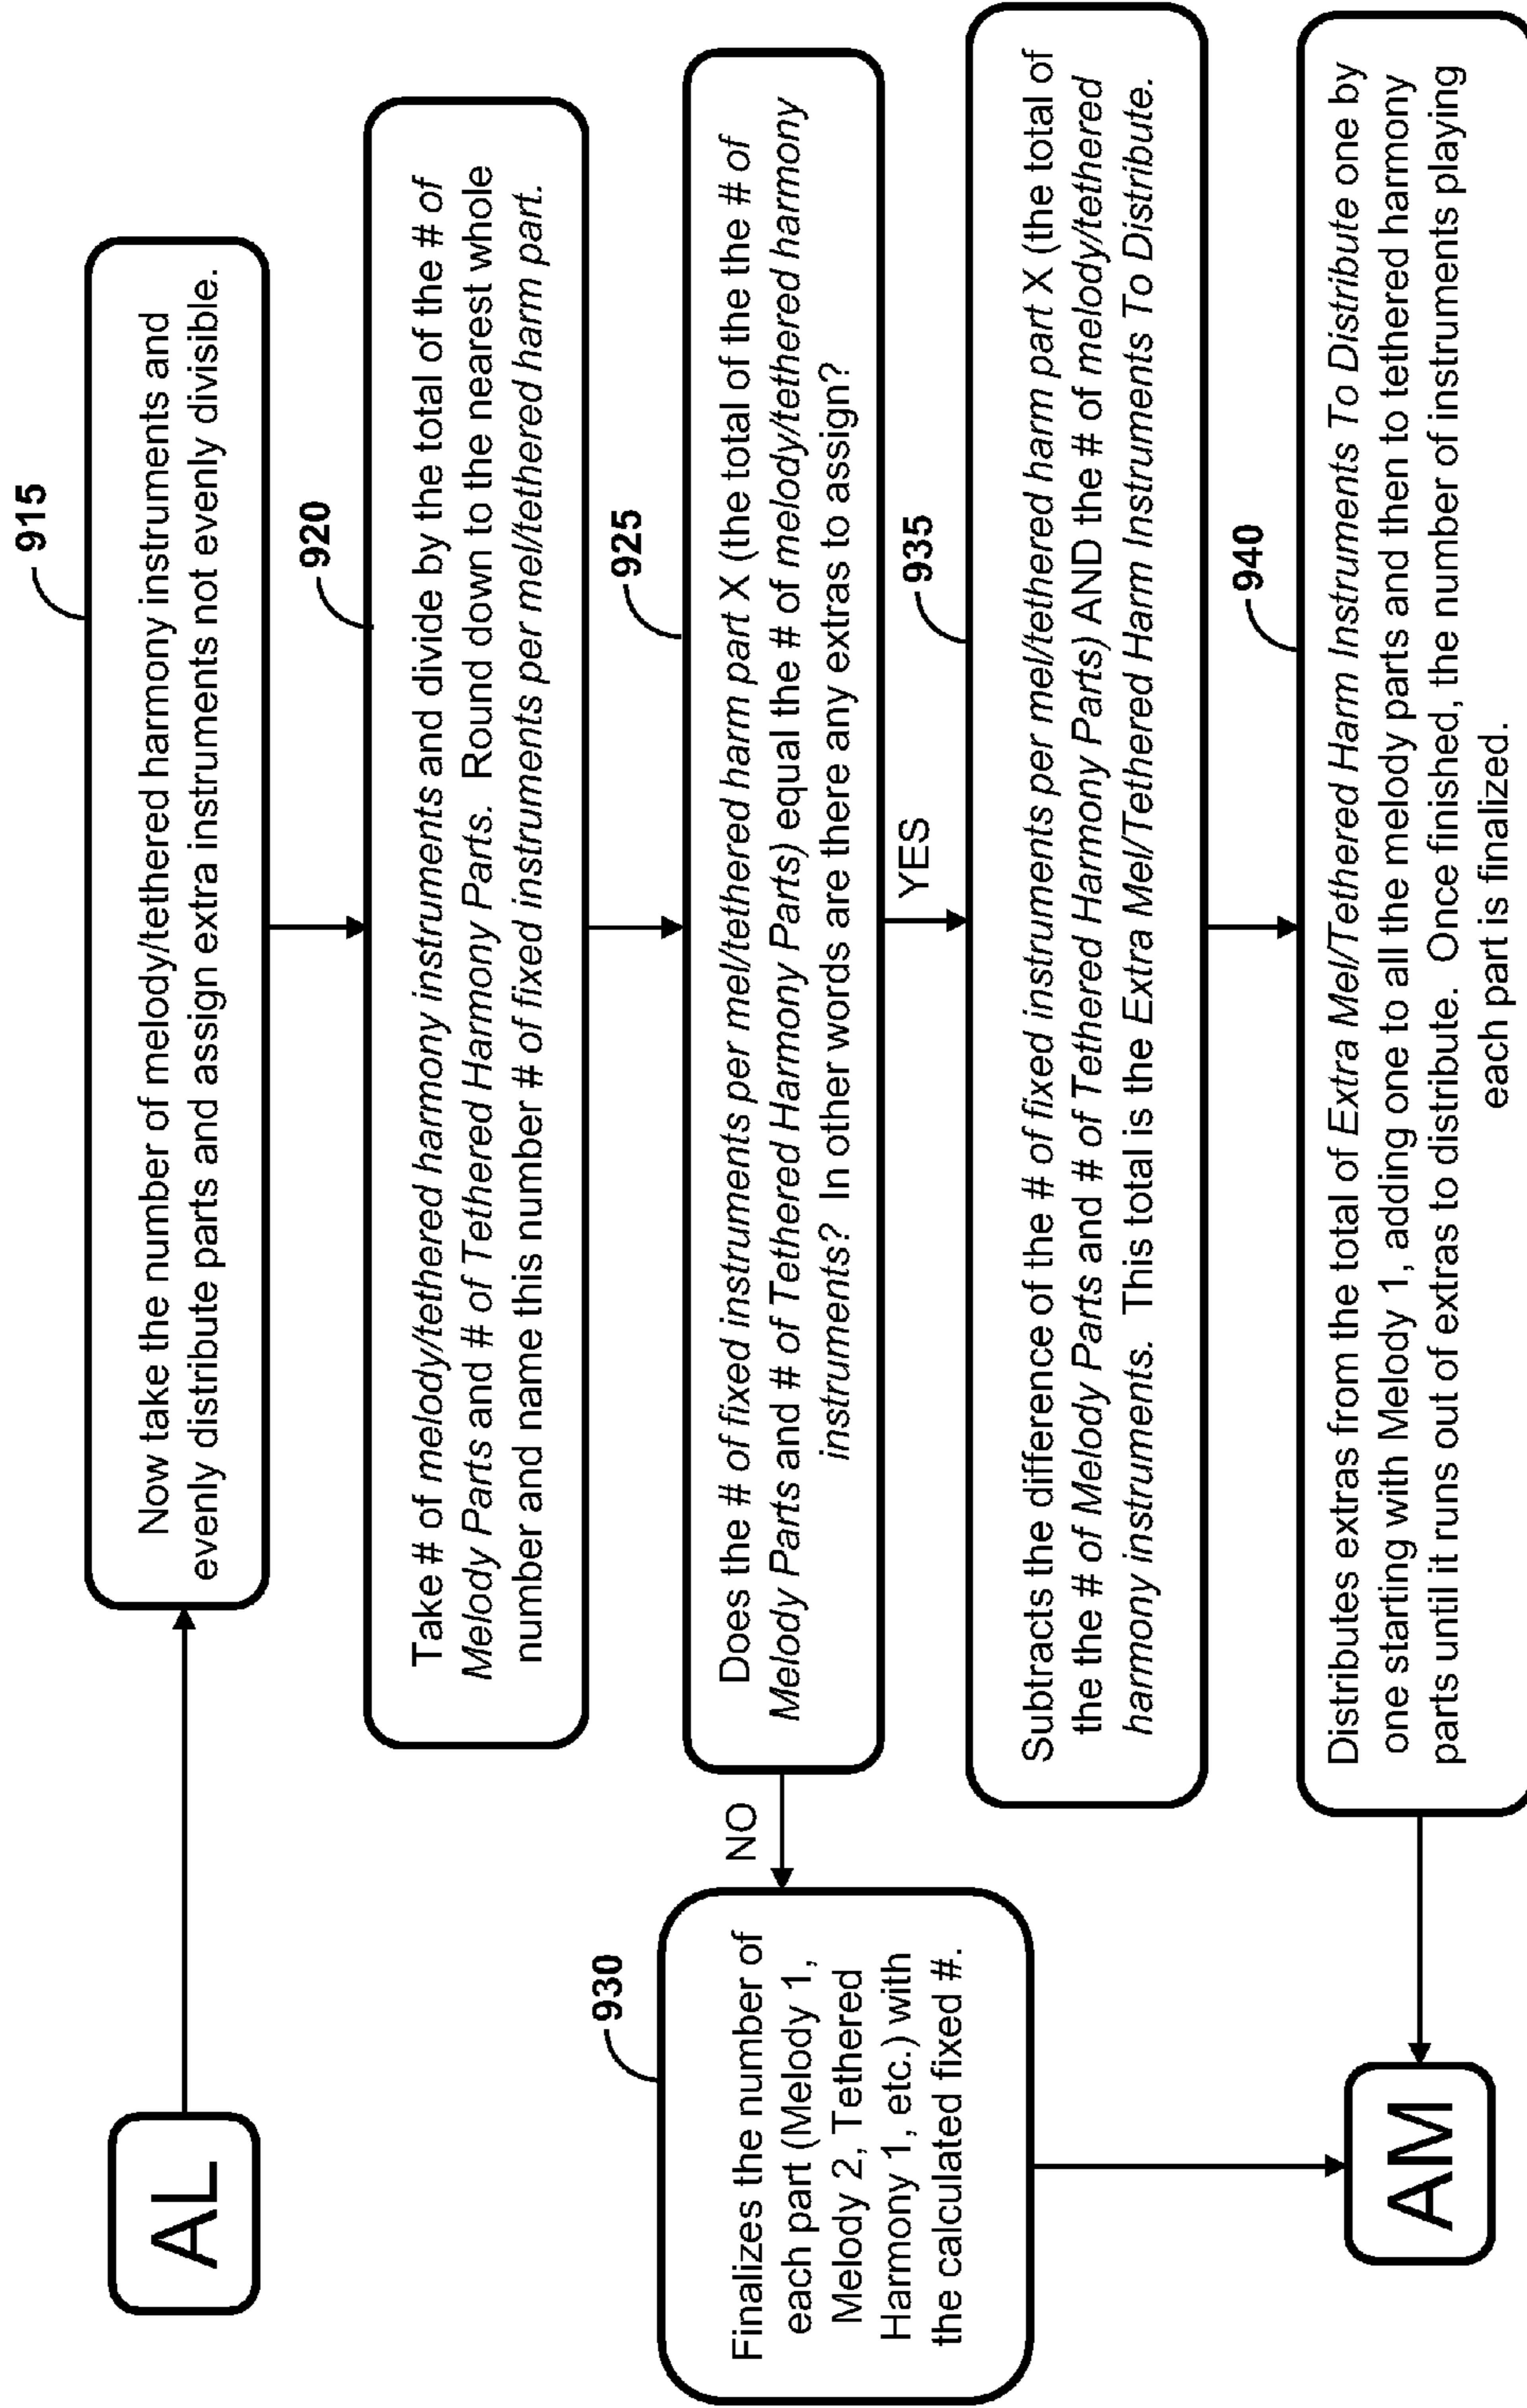 AL
915
Now take the number of melody/tethered harmony instruments and
evenly distribute parts and assign extra instruments not evenly divisible.
920
Take # of melody/tethered harmony instruments and divide by the total of the # of
Melody Parts and # of Tethered Harmony Parts. Round down to the nearest whole
number and name this number # of fixed instruments per mel/tethered harm part.
925
Does the # of fixed instruments per mel/tethered harm part X (the total of the the # of
Melody Parts and # of Tethered Harmony Parts) equal the # of melody/tethered harmony
instruments? In other words are there any extras to assign?
NO
930
Finalizes the number of
each part (Melody 1,
Melody 2, Tethered
Harmony 1, etc.) with
the calculated fixed #.
YES
935
Subtracts the difference of the # of fixed instruments per mel/tethered harm part X (the total of
the the # of Melody Parts and # of Tethered Harmony Parts) AND the # of melody/tethered
harmony instruments. This total is the Extra Mel/Tethered Harm Instruments To Distribute.
940
Distributes extras from the total of Extra Mel/Tethered Harm Instruments To Distribute one by
one starting with Melody 1, adding one to all the melody parts and then to tethered harmony
parts until it runs out of extras to distribute. Once finished, the number of instruments playing
each part is finalized.
AM